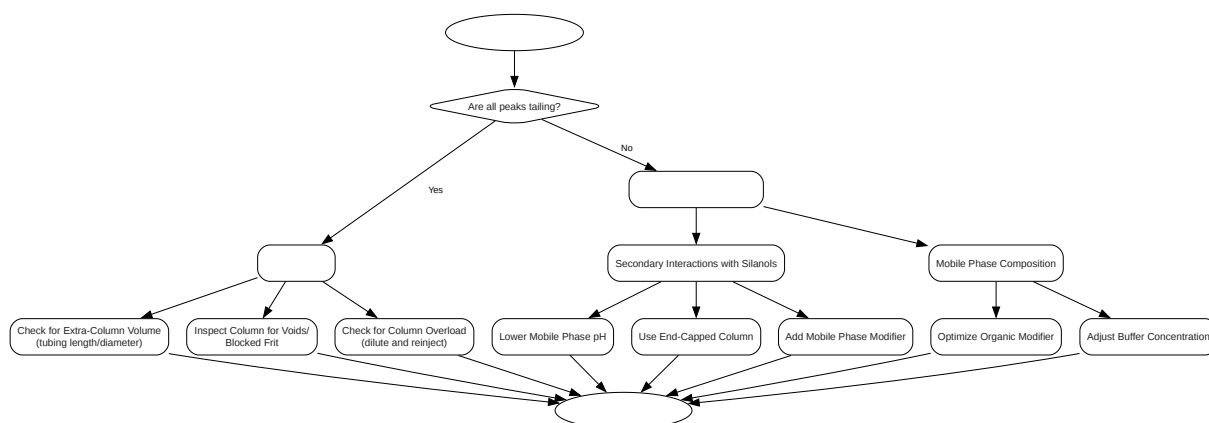 Are all peaks tailing?
No
Yes
Secondary Interactions with Silanols
Mobile Phase Composition
Check for Extra-Column Volume
(tubing length/diameter)
Inspect Column for Voids/
Blocked Frit
Check for Column Overload
(dilute and reinject)
Lower Mobile Phase pH
Use End-Capped Column
Add Mobile Phase Modifier
Optimize Organic Modifier
Adjust Buffer Concentration